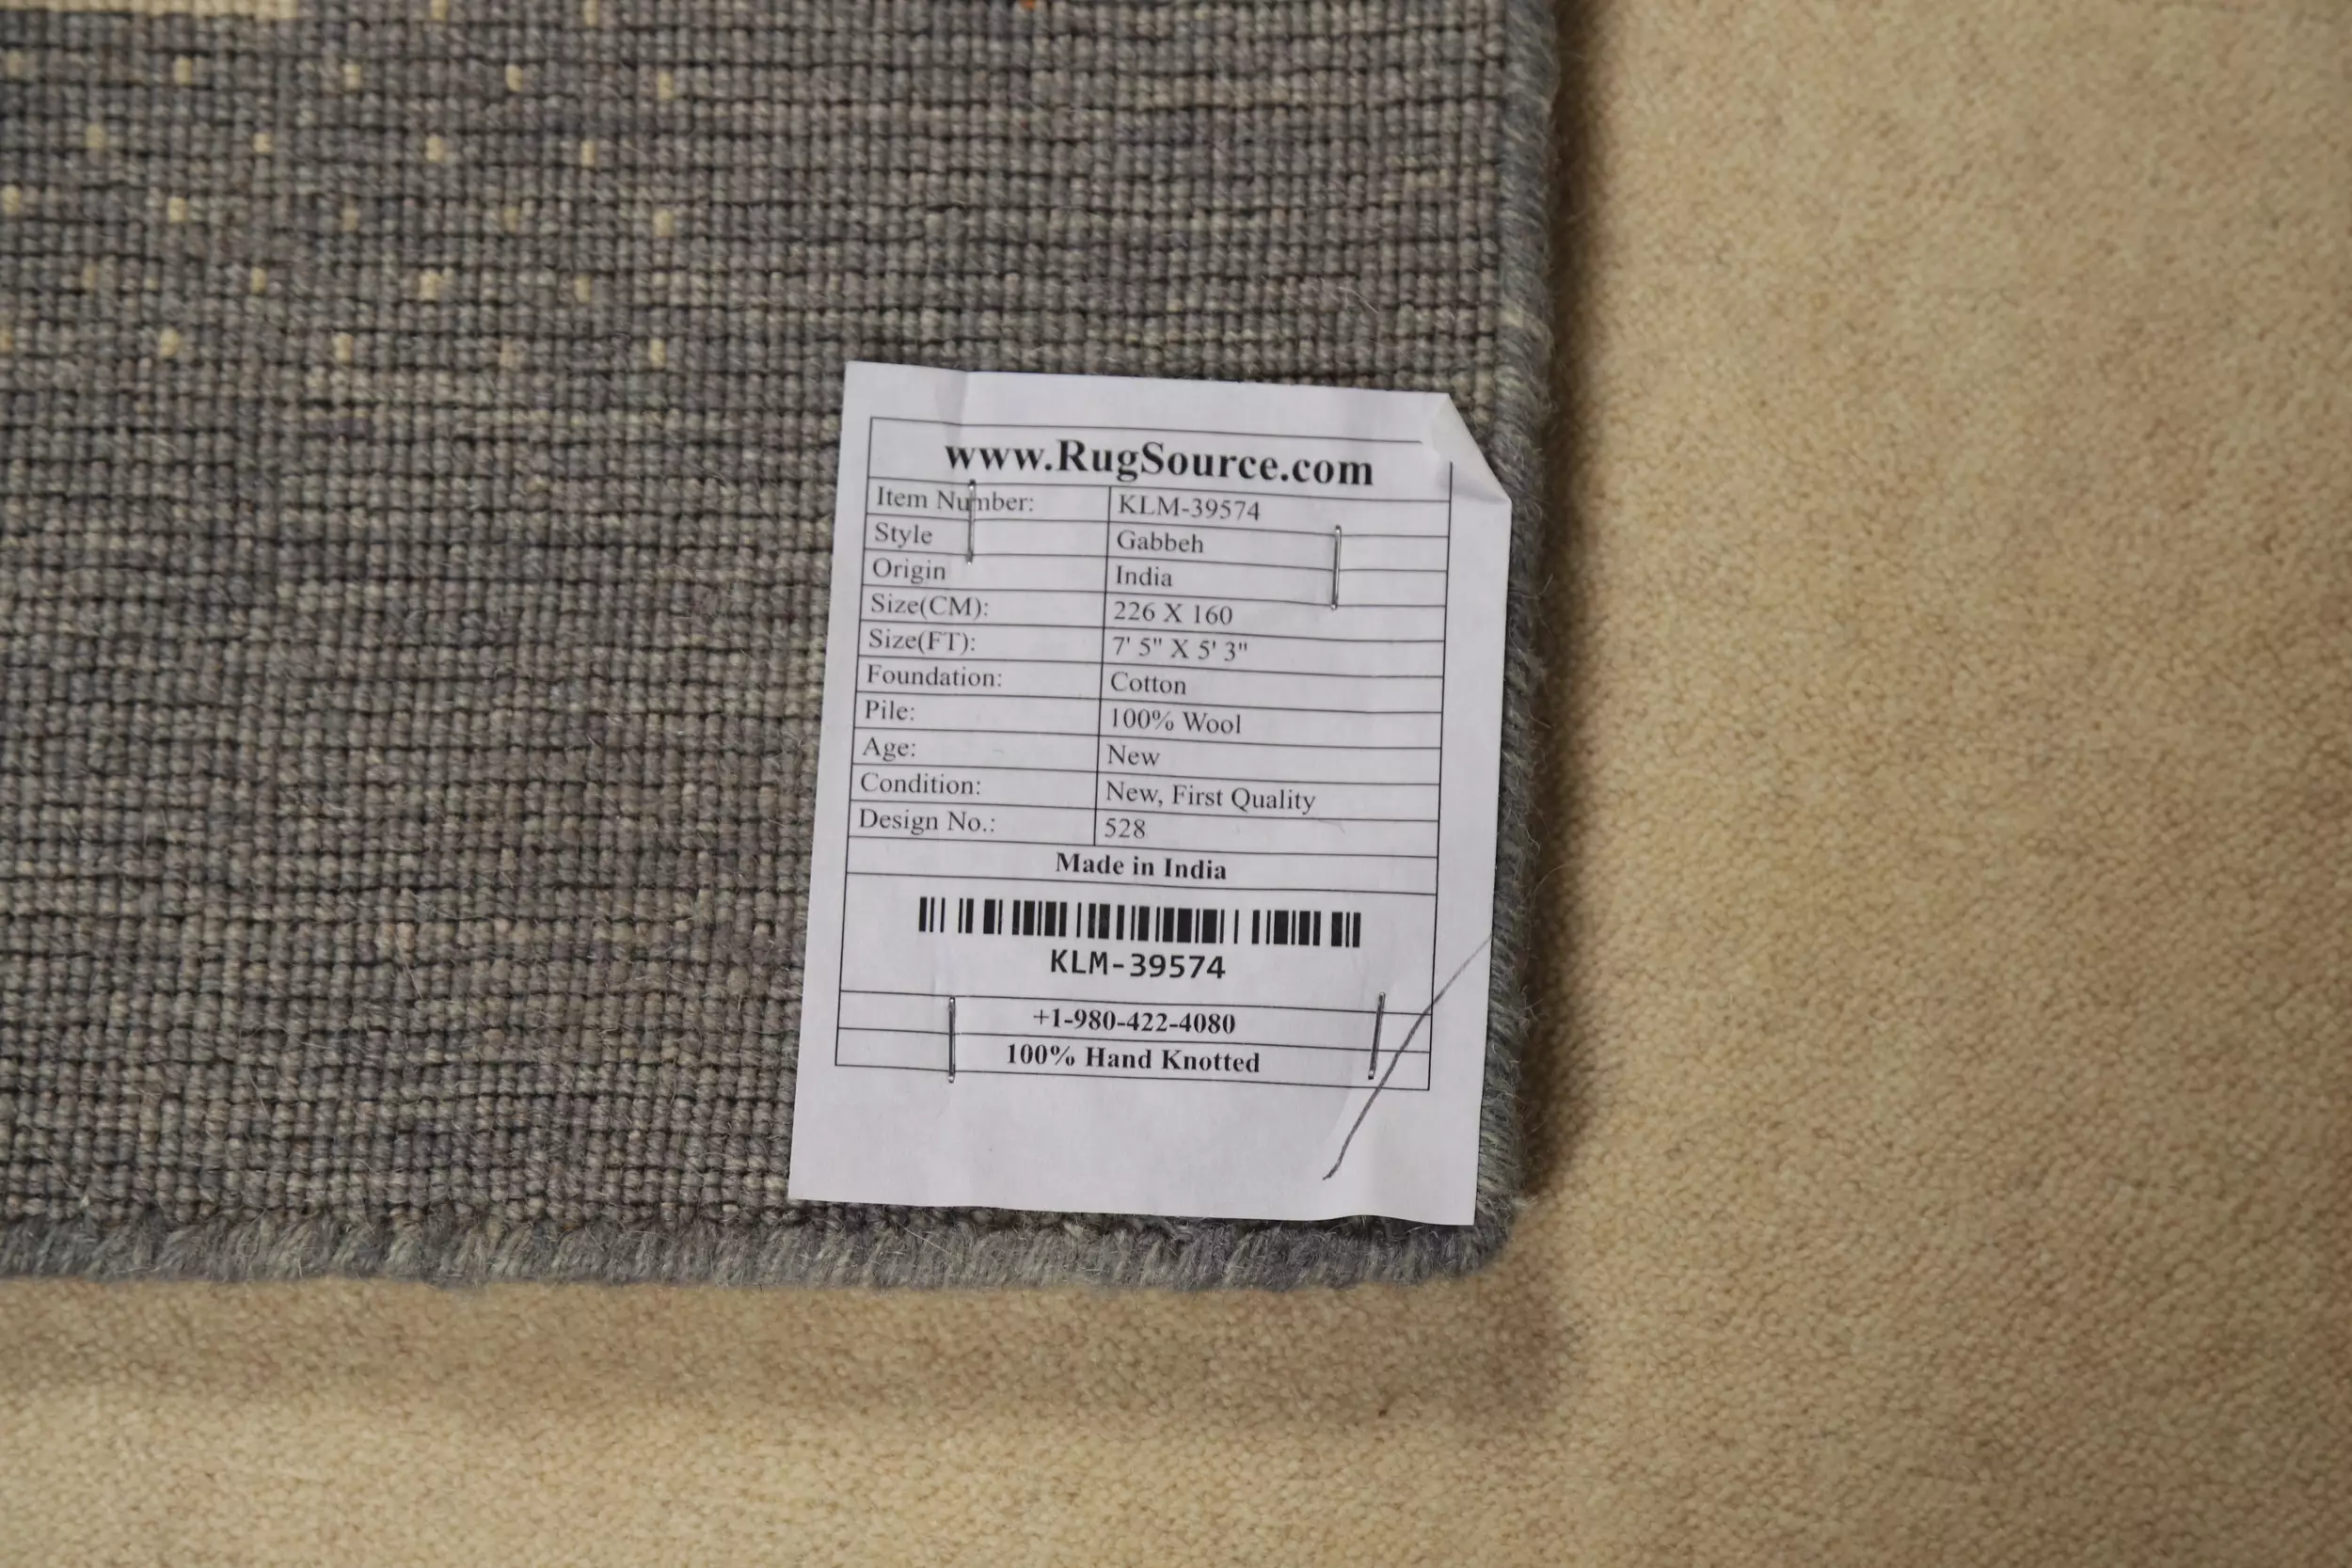 www.RugSource.com
Item Number: KLM-39574
Style Gabbeh
Origin India
Size(CM): 226 X 160
Size(FT): 7' 5" X 5' 3"
Foundation: Cotton
Pile: 100% Wool
Age: New
Condition: New, First Quality
Design No.: 528
Made in India
KLM-39574
+1-980-422-4080
100% Hand Knotted